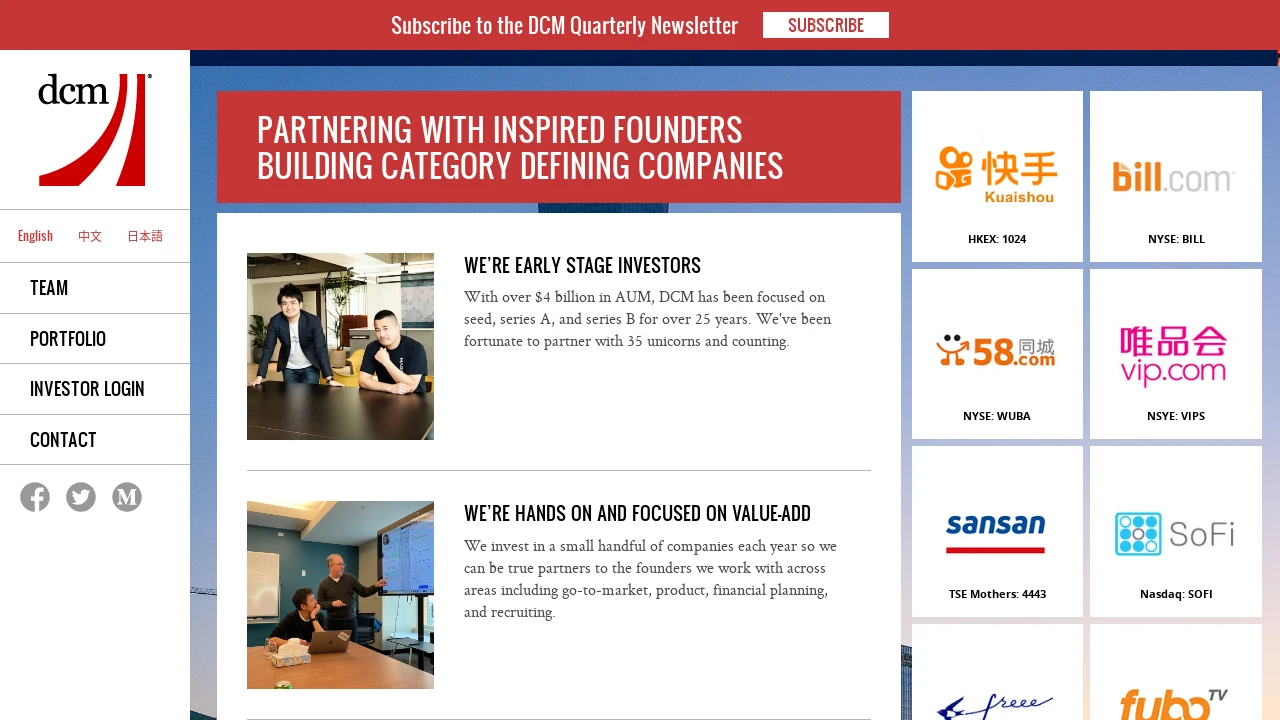 Subscribe to the DCM Quarterly Newsletter
SUBSCRIBE
dcm
English 中文 日本語
TEAM
PORTFOLIO
INVESTOR LOGIN
CONTACT
PARTNERING WITH INSPIRED FOUNDERS
BUILDING CATEGORY DEFINING COMPANIES
WE'RE EARLY STAGE INVESTORS
With over $4 billion in AUM, DCM has been focused on
seed, series A, and series B for over 25 years. We've been
fortunate to partner with 35 unicorns and counting.
WE'RE HANDS ON AND FOCUSED ON VALUE-ADD
We invest in a small handful of companies each year so we
can be true partners to the founders we work with across
areas including go-to-market, product, financial planning,
and recruiting.
快手
Kuaishou
HKEX: 1024
bill.com
NYSE: BILL
58同城
.com
NYSE: WUBA
唯品会
vip.com
NSYE: VIPS
sansan
TSE Mothers: 4443
SoFi
Nasdaq: SOFI
freee
fubo TV